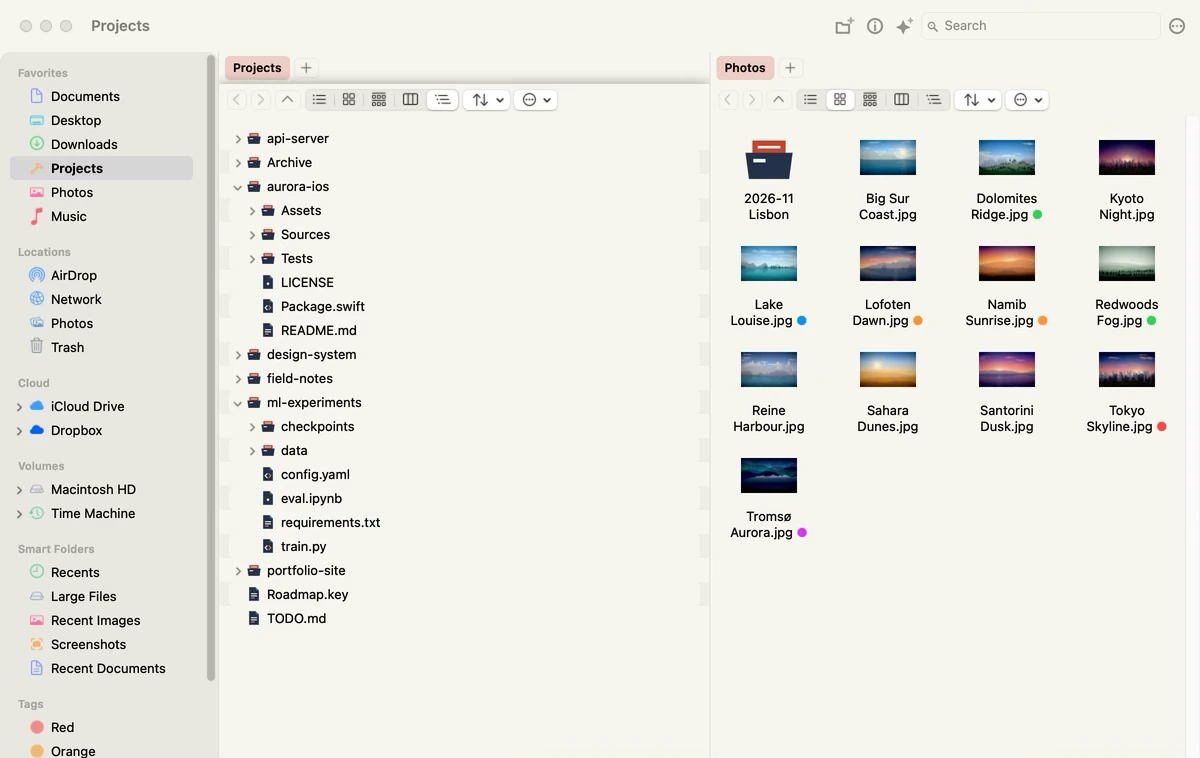 Projects
Search
Favorites
Documents
Desktop
Downloads
Projects
Photos
Music
Locations
AirDrop
Network
Photos
Trash
Cloud
iCloud Drive
Dropbox
Volumes
Macintosh HD
Time Machine
Smart Folders
Recents
Large Files
Recent Images
Screenshots
Recent Documents
Tags
Red
Orange
Projects
api-server
Archive
aurora-ios
Assets
Sources
Tests
LICENSE
Package.swift
README.md
design-system
field-notes
ml-experiments
checkpoints
data
config.yaml
eval.ipynb
requirements.txt
train.py
portfolio-site
Roadmap.key
TODO.md
Photos
2026-11
Lisbon
Big Sur
Coast.jpg
Dolomites
Ridge.jpg
Kyoto
Night.jpg
Lake
Louise.jpg
Lofoten
Dawn.jpg
Namib
Sunrise.jpg
Redwoods
Fog.jpg
Reine
Harbour.jpg
Sahara
Dunes.jpg
Santorini
Dusk.jpg
Tokyo
Skyline.jpg
Tromsø
Aurora.jpg